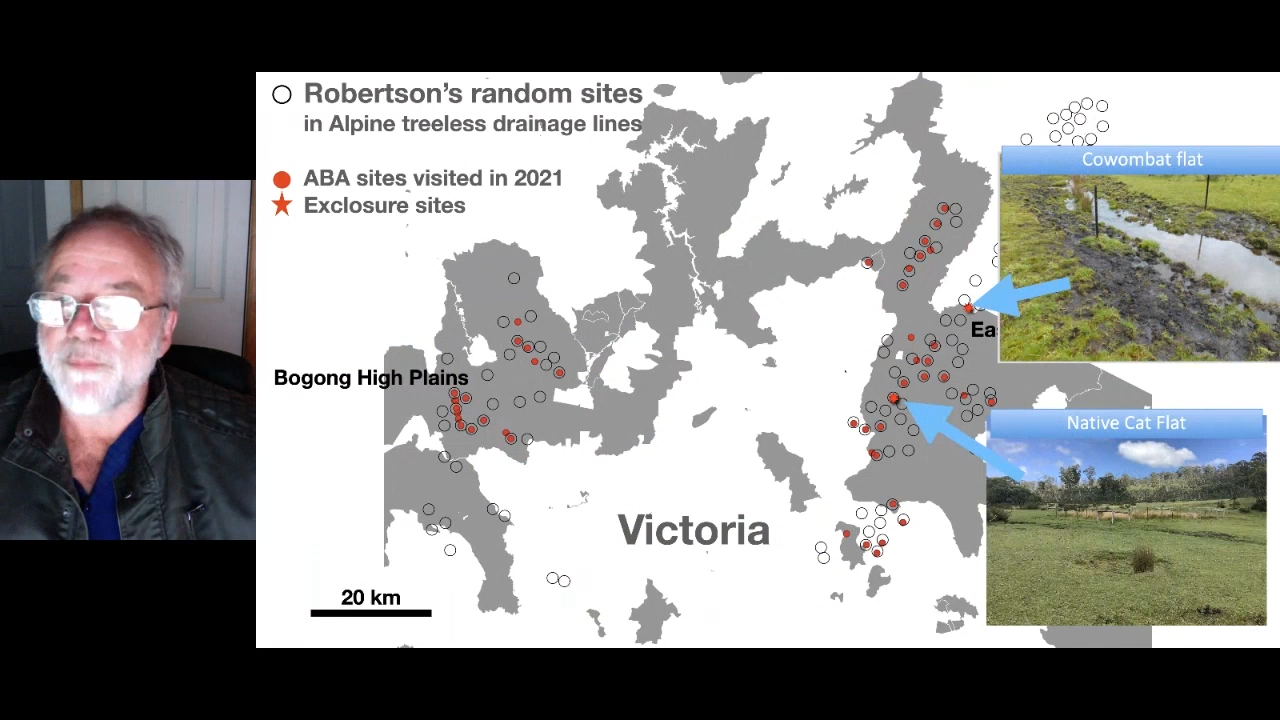 Robertson's random sites
in Alpine treeless drainage lines
ABA sites visited in 2021
Exclosure sites
Cowombat flat
Ea
Bogong High Plains
Native Cat Flat
Victoria
20 km